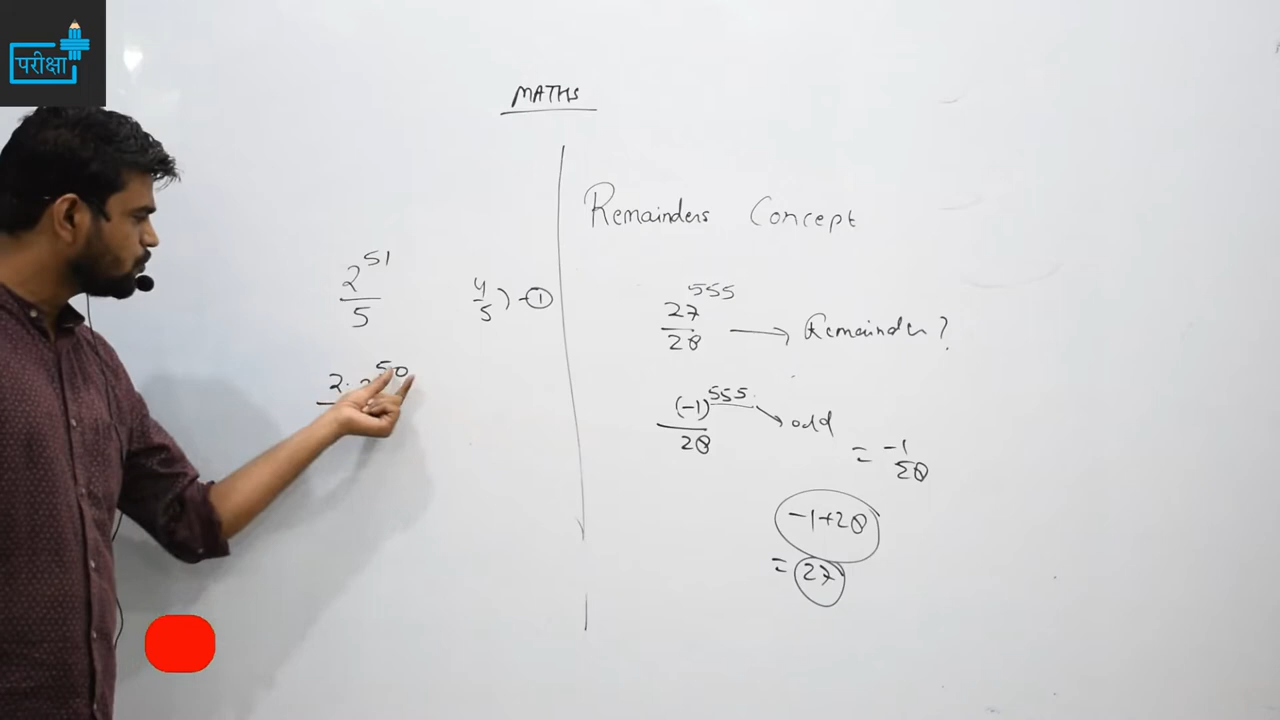 परीक्षा
MATHS
2^51
5
4/5) -1
2· 50
Remainders Concept
27^555
28 → Remainder?
(-1)^555 → odd
28
= -1
28
-1+28
= 27